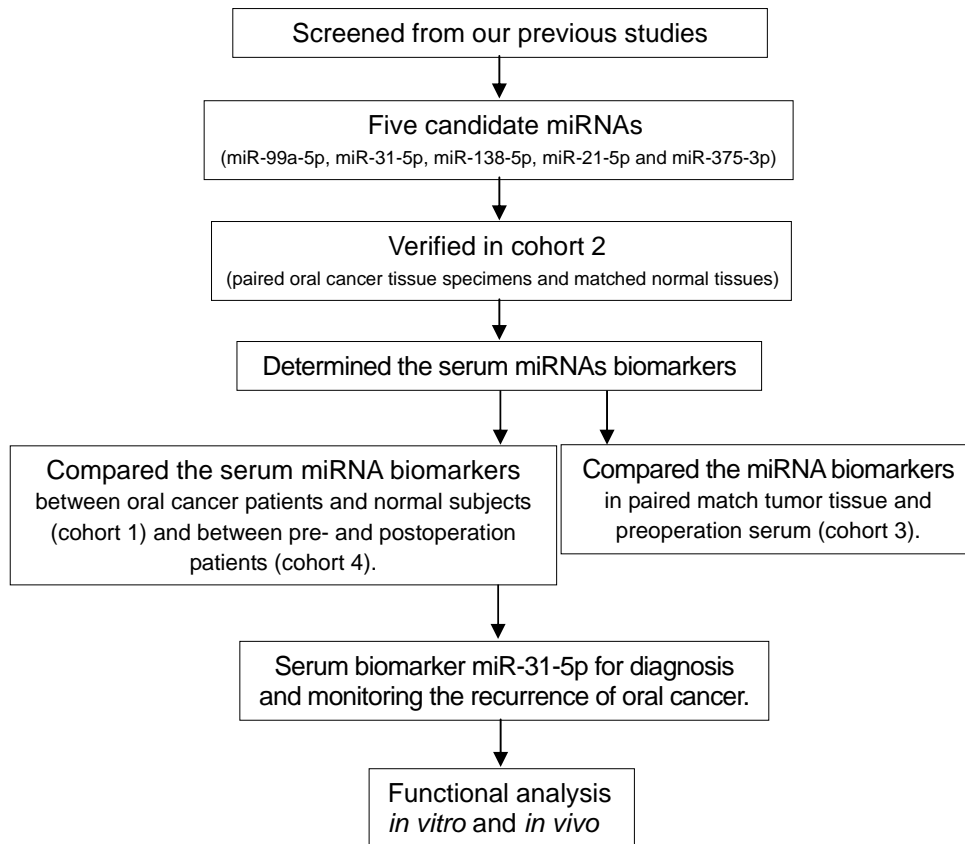 Screened from our previous studies
Five candidate miRNAs
(miR-99a-5p, miR-31-5p, miR-138-5p, miR-21-5p and miR-375-3p)
Verified in cohort 2
(paired oral cancer tissue specimens and matched normal tissues)
Determined the serum miRNAs biomarkers
Compared the serum miRNA biomarkers
between oral cancer patients and normal subjects
(cohort 1) and between pre- and postoperation
patients (cohort 4).
Compared the miRNA biomarkers
in paired match tumor tissue and
preoperation serum (cohort 3).
Serum biomarker miR-31-5p for diagnosis
and monitoring the recurrence of oral cancer.
Functional analysis
in vitro and in vivo